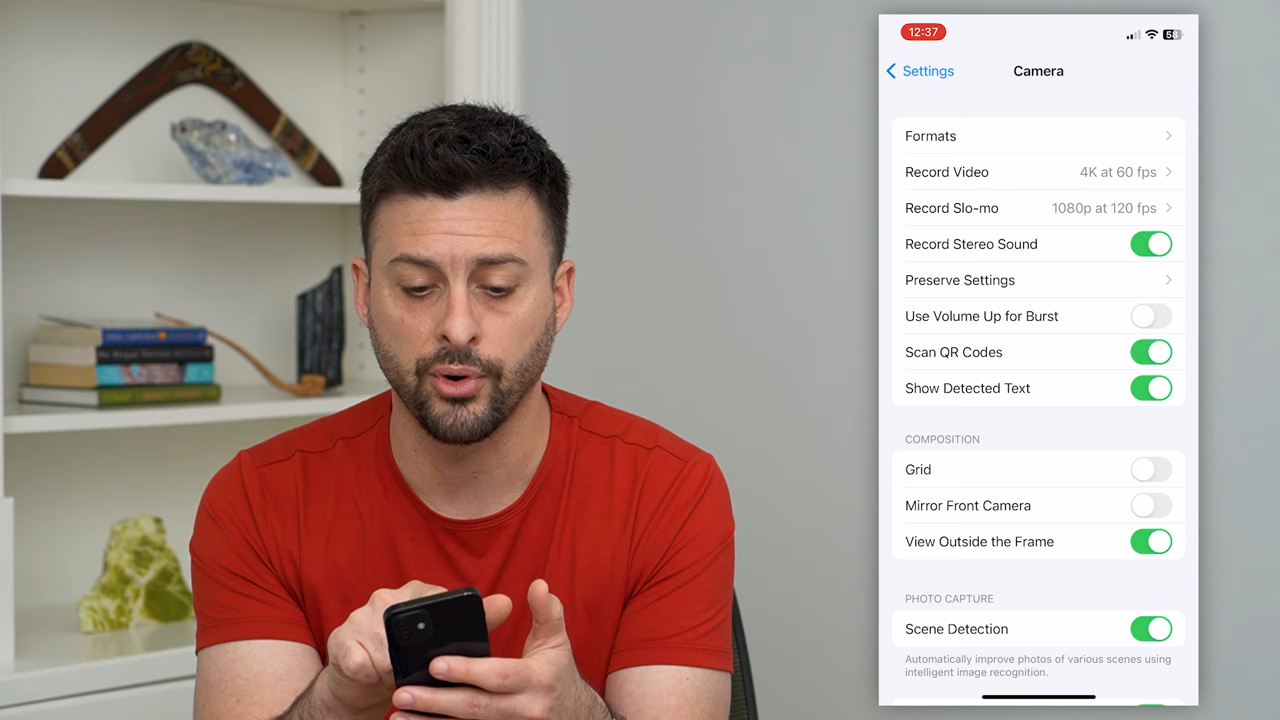 12:37
58
Settings
Camera
Formats
Record Video 4K at 60 fps
Record Slo-mo 1080p at 120 fps
Record Stereo Sound
Preserve Settings
Use Volume Up for Burst
Scan QR Codes
Show Detected Text
COMPOSITION
Grid
Mirror Front Camera
View Outside the Frame
PHOTO CAPTURE
Scene Detection
Automatically improve photos of various scenes using
intelligent image recognition.